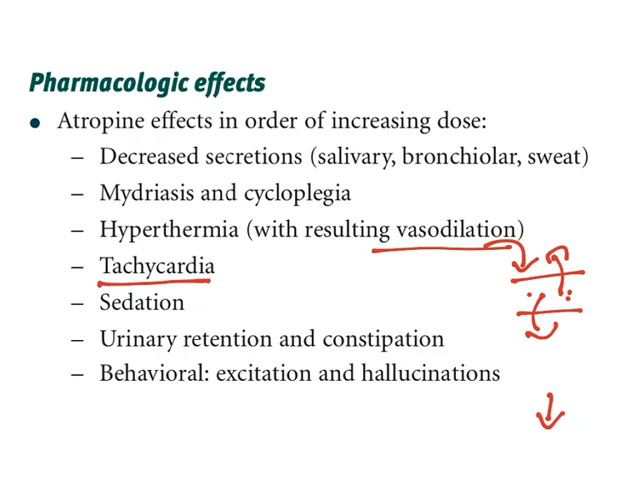 Pharmacologic effects
● Atropine effects in order of increasing dose:
– Decreased secretions (salivary, bronchiolar, sweat)
– Mydriasis and cycloplegia
– Hyperthermia (with resulting vasodilation)
– Tachycardia
– Sedation
– Urinary retention and constipation
– Behavioral: excitation and hallucinations